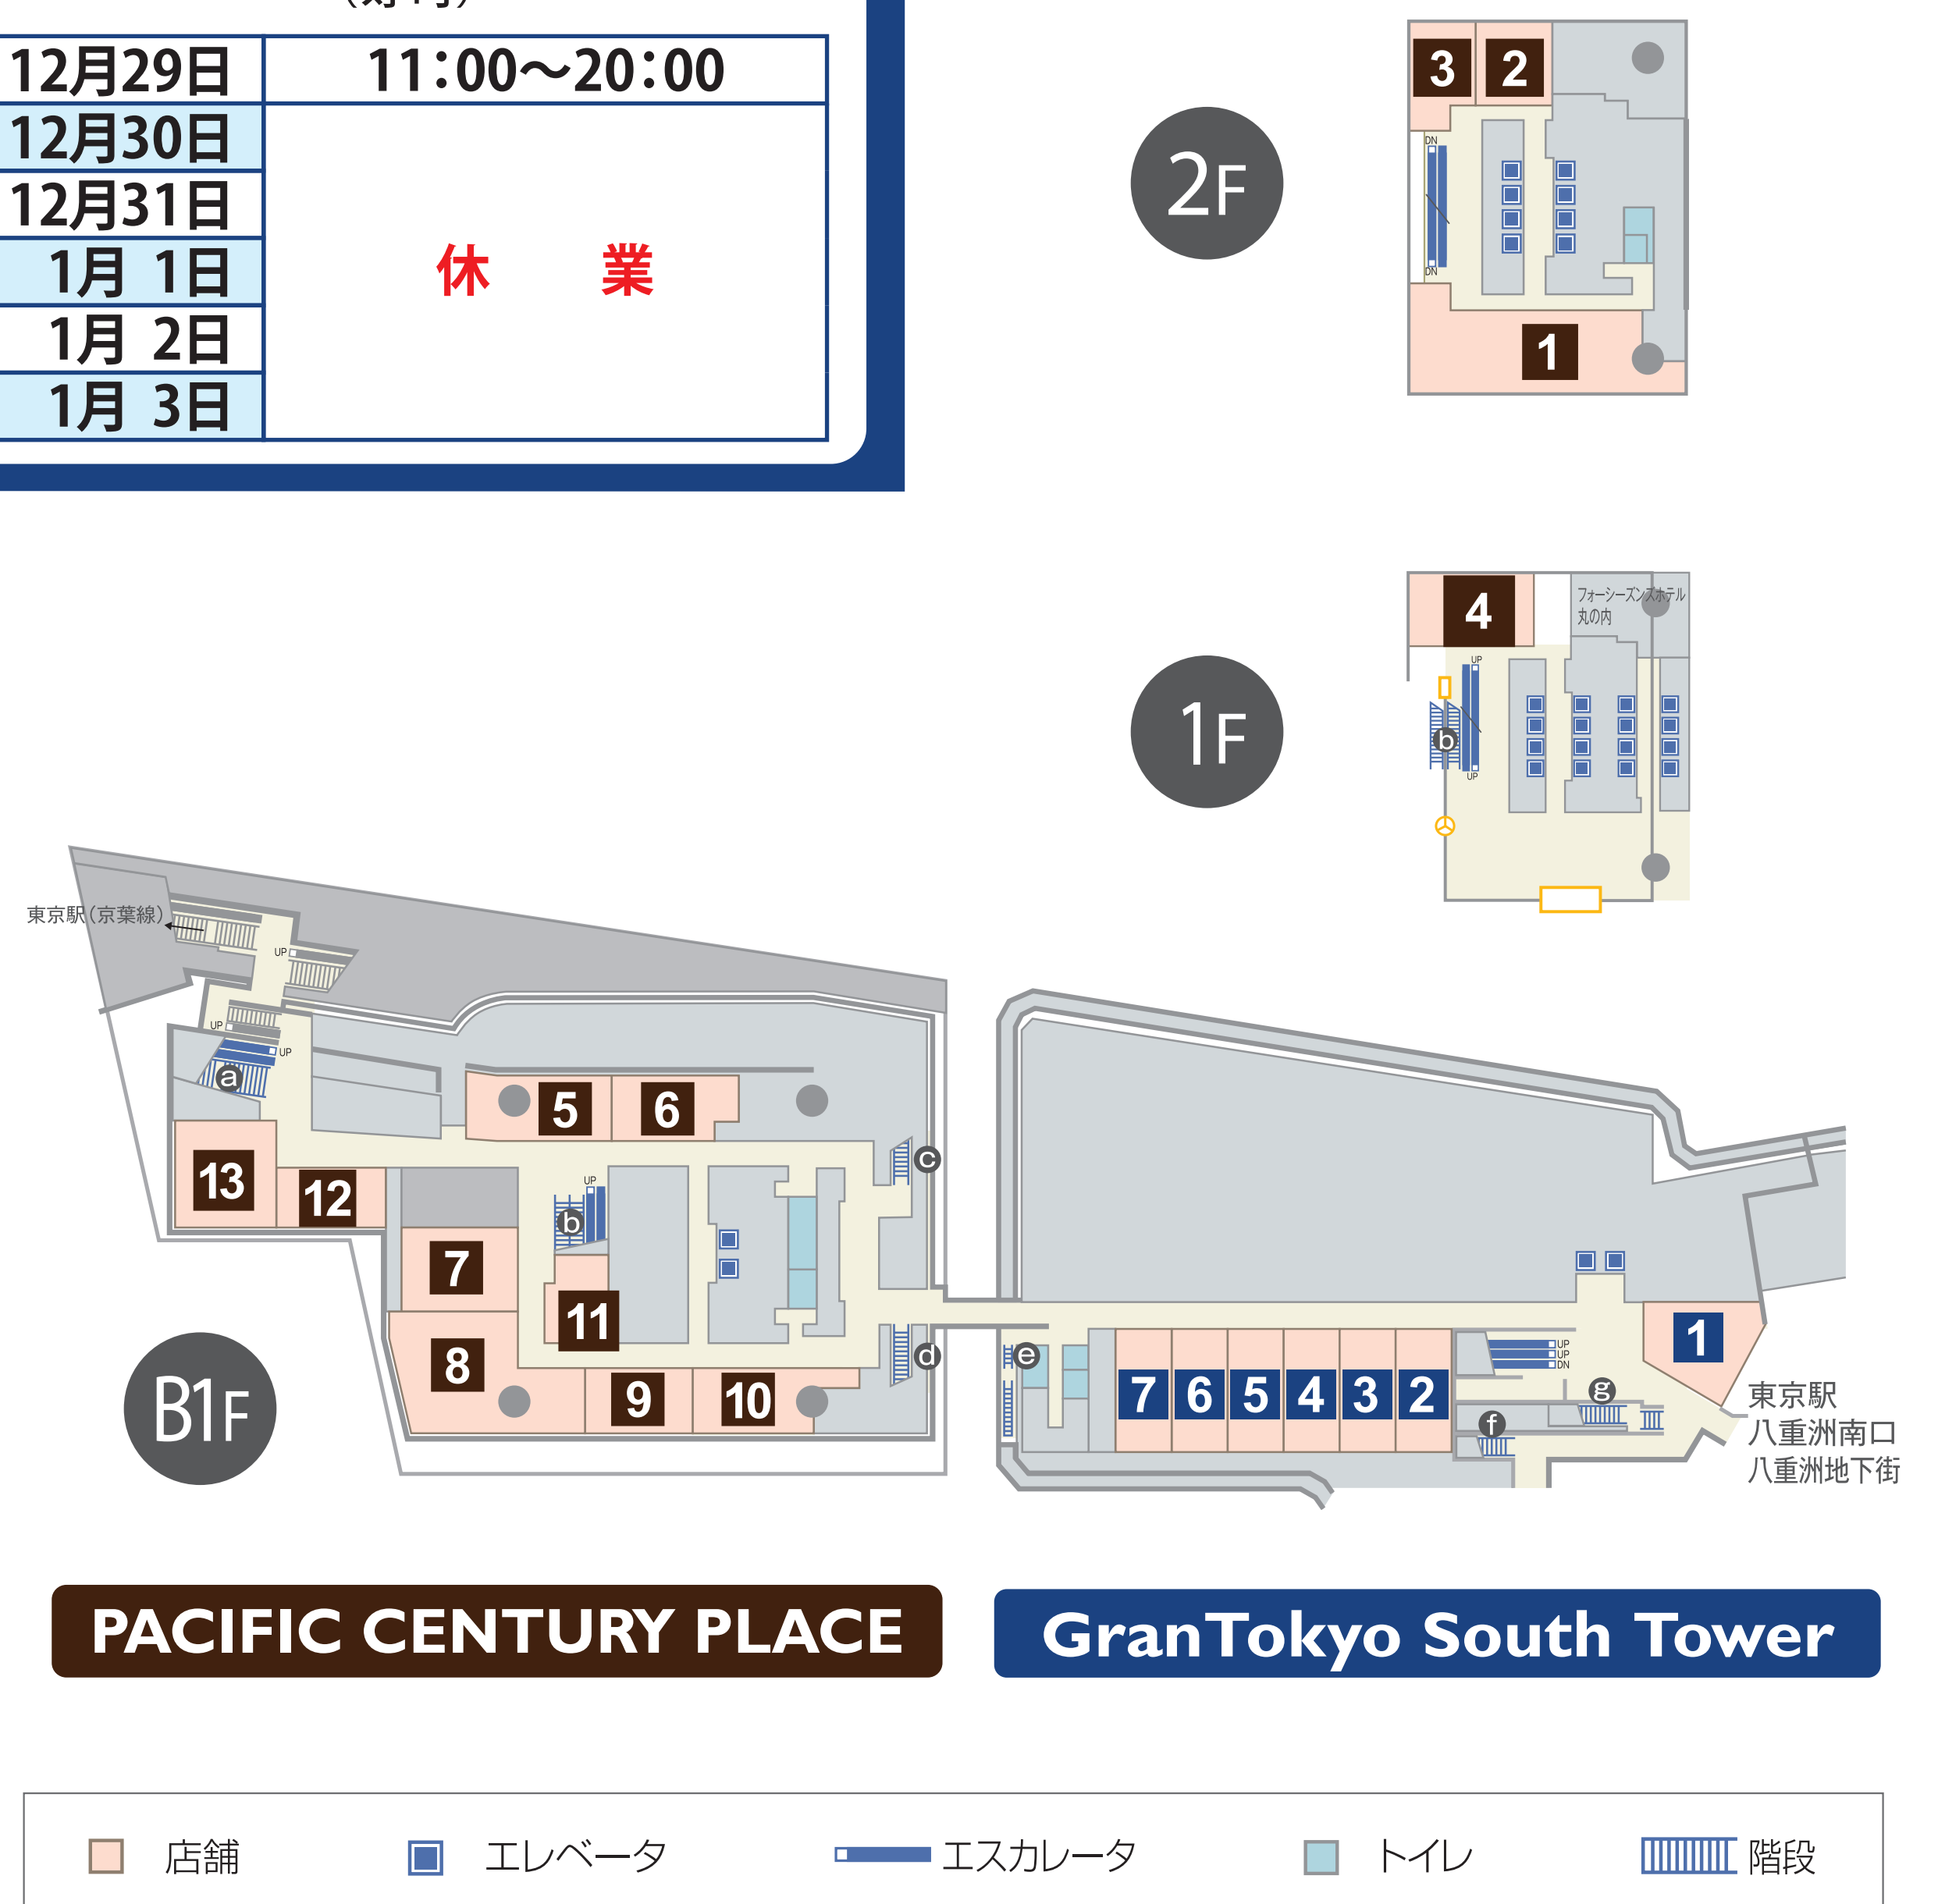 12月29日 11:00〜20:00
12月30日
12月31日
1月 1日
休 業
1月 2日
1月 3日
2F
3
2
DN
DN
1
1F
4
フォーシーズンズホテル
丸の内
UP
b
UP
東京駅(京葉線)
UP
UP
UP
a
5
6
13
12
c
UP
b
7
11
8
9
10
d
B1F
e
7
6
5
4
3
2
1
UP
UP
DN
g
f
東京駅
八重洲南口
八重洲地下街
PACIFIC CENTURY PLACE
GranTokyo South Tower
店舗
エレベータ
エスカレータ
トイレ
階段